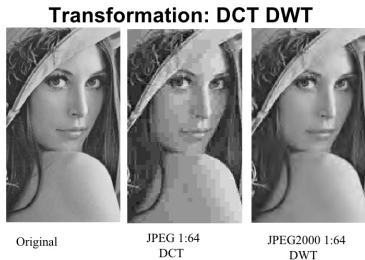 Transformation: DCT DWT
Original
JPEG 1:64
DCT
JPEG2000 1:64
DWT